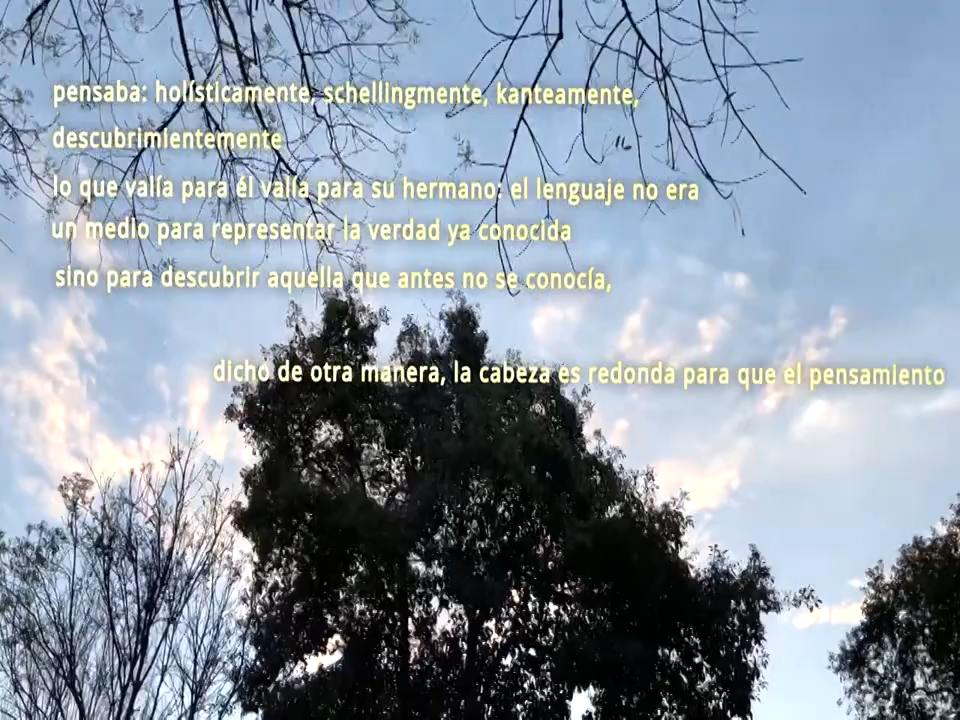 pensaba: holísticamente, schellingmente, kanteamente,
descubrimientemente
lo que valía para él valía para su hermano: el lenguaje no era
un medio para representar la verdad ya conocida
sino para descubrir aquella que antes no se conocía,
dicho de otra manera, la cabeza es redonda para que el pensamiento